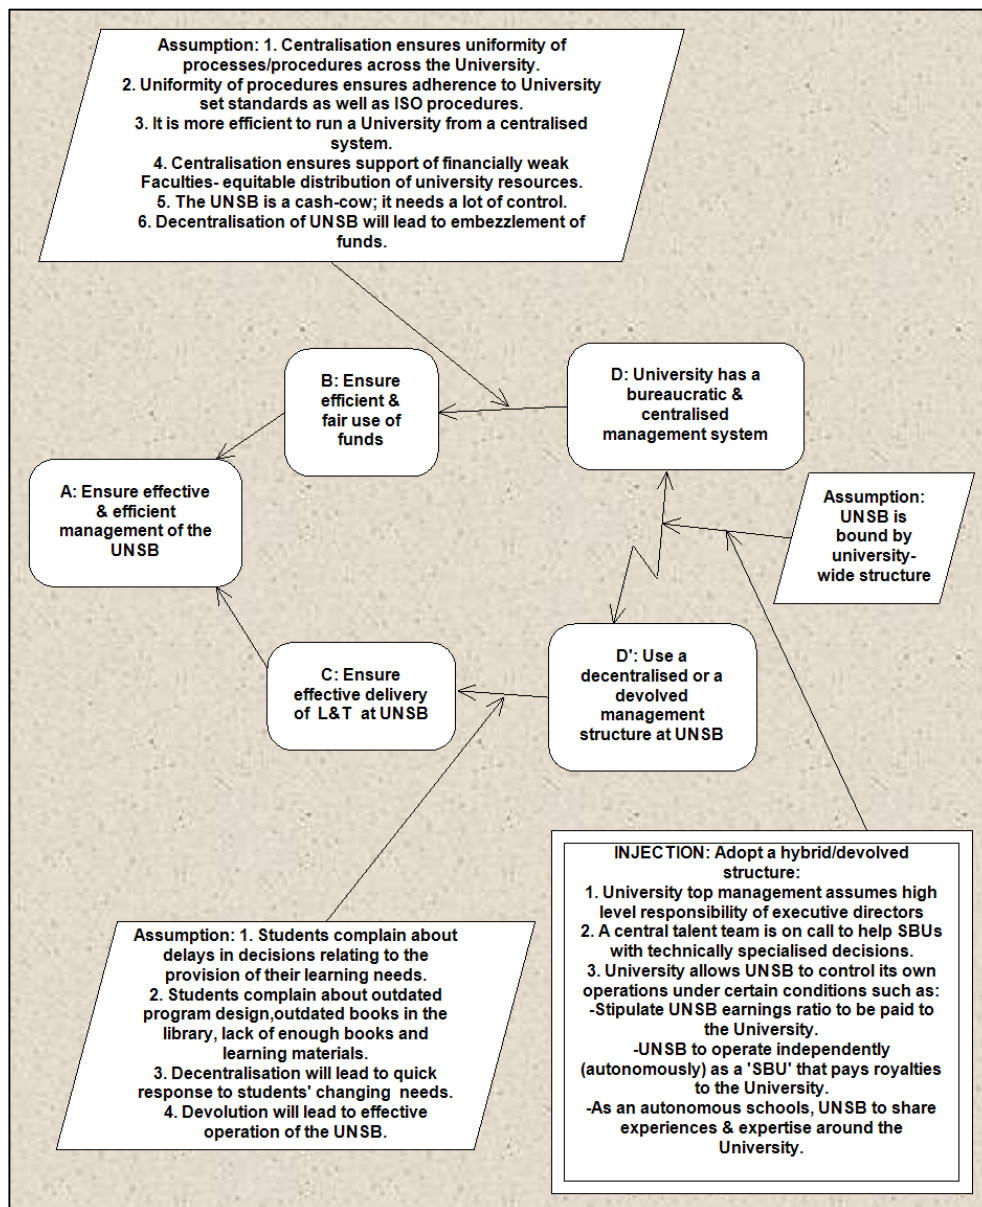 Assumption: 1. Centralisation ensures uniformity of
processes/procedures across the University.
2. Uniformity of procedures ensures adherence to University
set standards as well as ISO procedures.
3. It is more efficient to run a University from a centralised
system.
4. Centralisation ensures support of financially weak
Faculties- equitable distribution of university resources.
5. The UNSB is a cash-cow; it needs a lot of control.
6. Decentralisation of UNSB will lead to embezzlement of
funds.
B: Ensure
efficient &
fair use of
funds
D: University has a
bureaucratic &
centralised
management system
A: Ensure effective
& efficient
management of the
UNSB
Assumption:
UNSB is
bound by
university-
wide structure
C: Ensure
effective delivery
of L&T at UNSB
D': Use a
decentralised or a
devolved
management
structure at UNSB
Assumption: 1. Students complain about
delays in decisions relating to the
provision of their learning needs.
2. Students complain about outdated
program design,outdated books in the
library, lack of enough books and
learning materials.
3. Decentralisation will lead to quick
response to students' changing needs.
4. Devolution will lead to effective
operation of the UNSB.
INJECTION: Adopt a hybrid/devolved
structure:
1. University top management assumes high
level responsibility of executive directors
2. A central talent team is on call to help SBUs
with technically specialised decisions.
3. University allows UNSB to control its own
operations under certain conditions such as:
-Stipulate UNSB earnings ratio to be paid to
the University.
-UNSB to operate independently
(autonomously) as a 'SBU' that pays royalties
to the University.
-As an autonomous schools, UNSB to share
experiences & expertise around the
University.